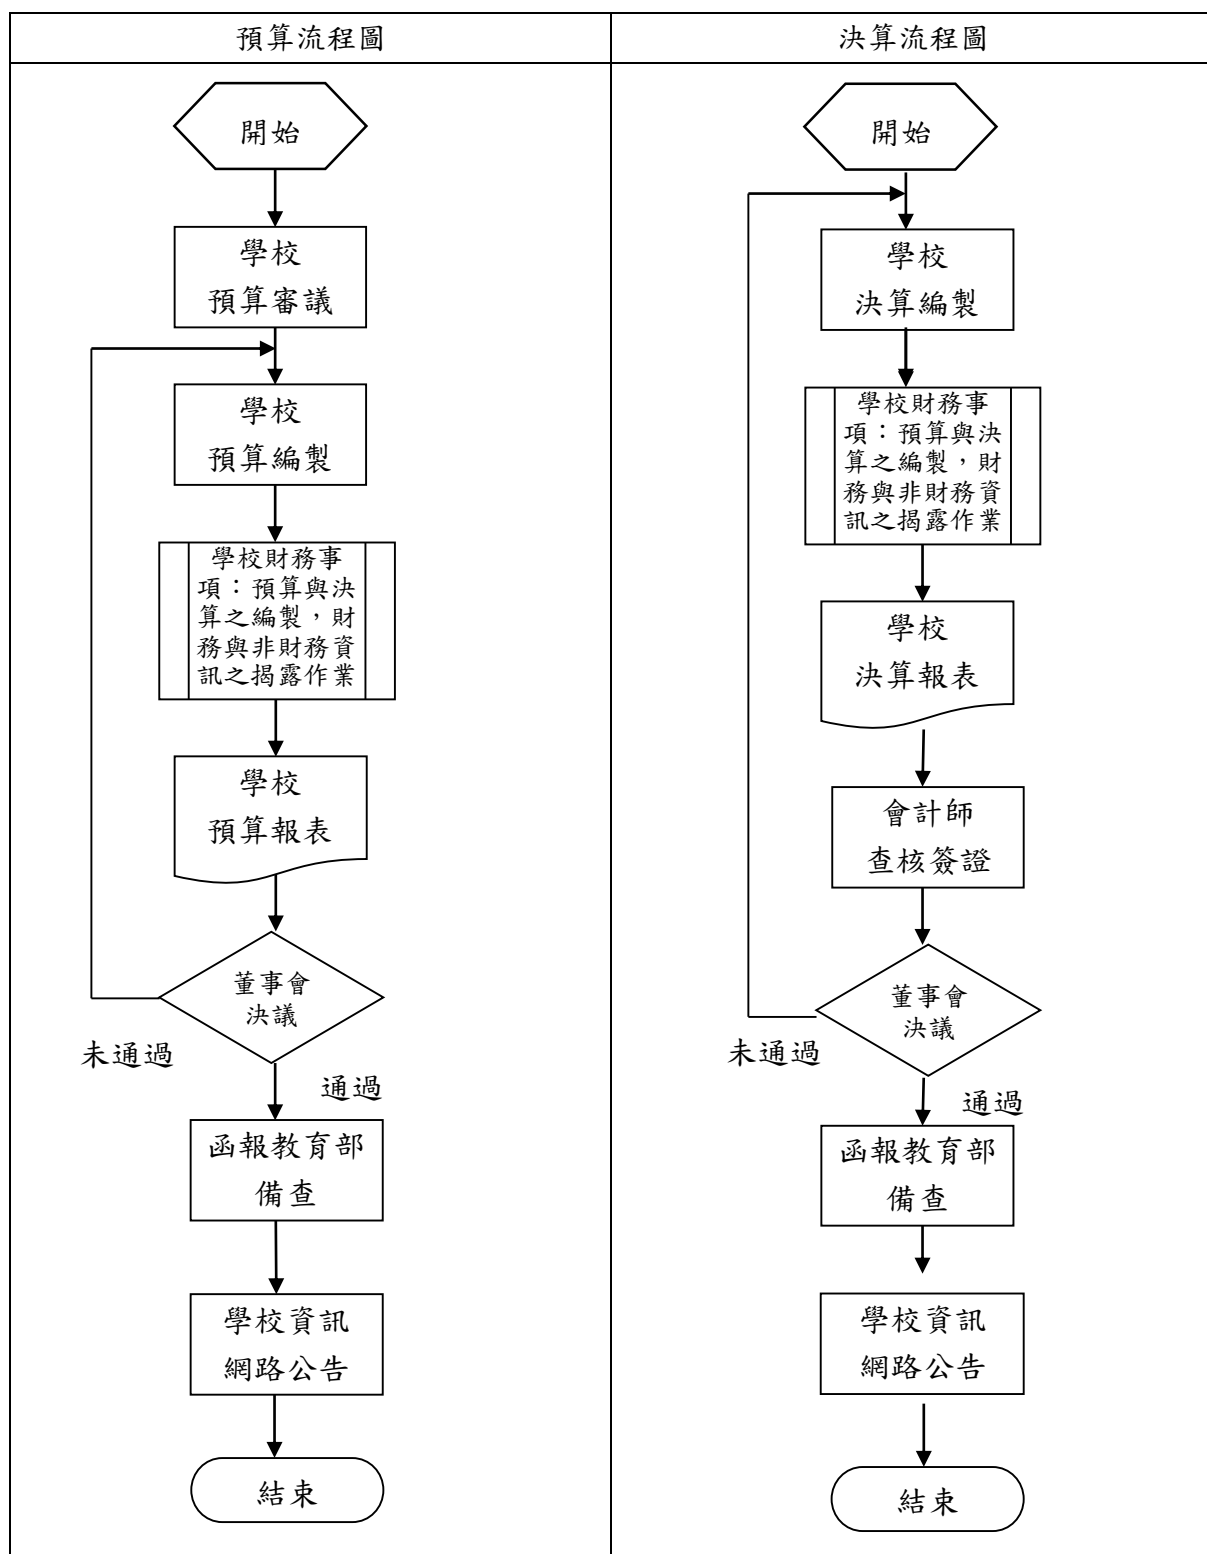 預算流程圖
開始
學校
預算審議
學校
預算編製
學校財務事
項：預算與決
算之編製，財
務與非財務資
訊之揭露作業
學校
預算報表
董事會
決議
未通過
通過
函報教育部
備查
學校資訊
網路公告
結束
決算流程圖
開始
學校
決算編製
學校財務事
項：預算與決
算之編製，財
務與非財務資
訊之揭露作業
學校
決算報表
會計師
查核簽證
董事會
決議
未通過
通過
函報教育部
備查
學校資訊
網路公告
結束